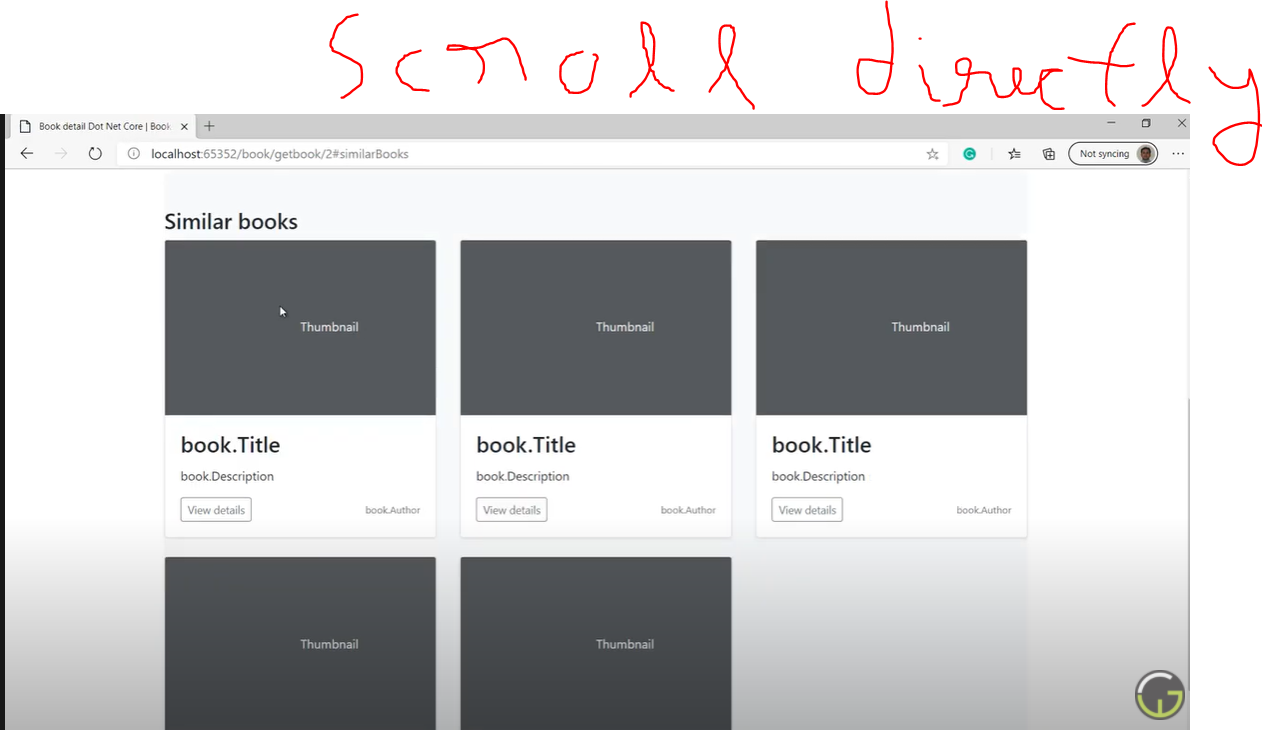 Scroll directly
Book detail Dot Net Core | Book
localhost:65352/book/getbook/2#similarBooks
Not syncing
Similar books
Thumbnail Thumbnail Thumbnail
book.Title book.Title book.Title
book.Description book.Description book.Description
View details book.Author View details book.Author View details book.Author
Thumbnail Thumbnail